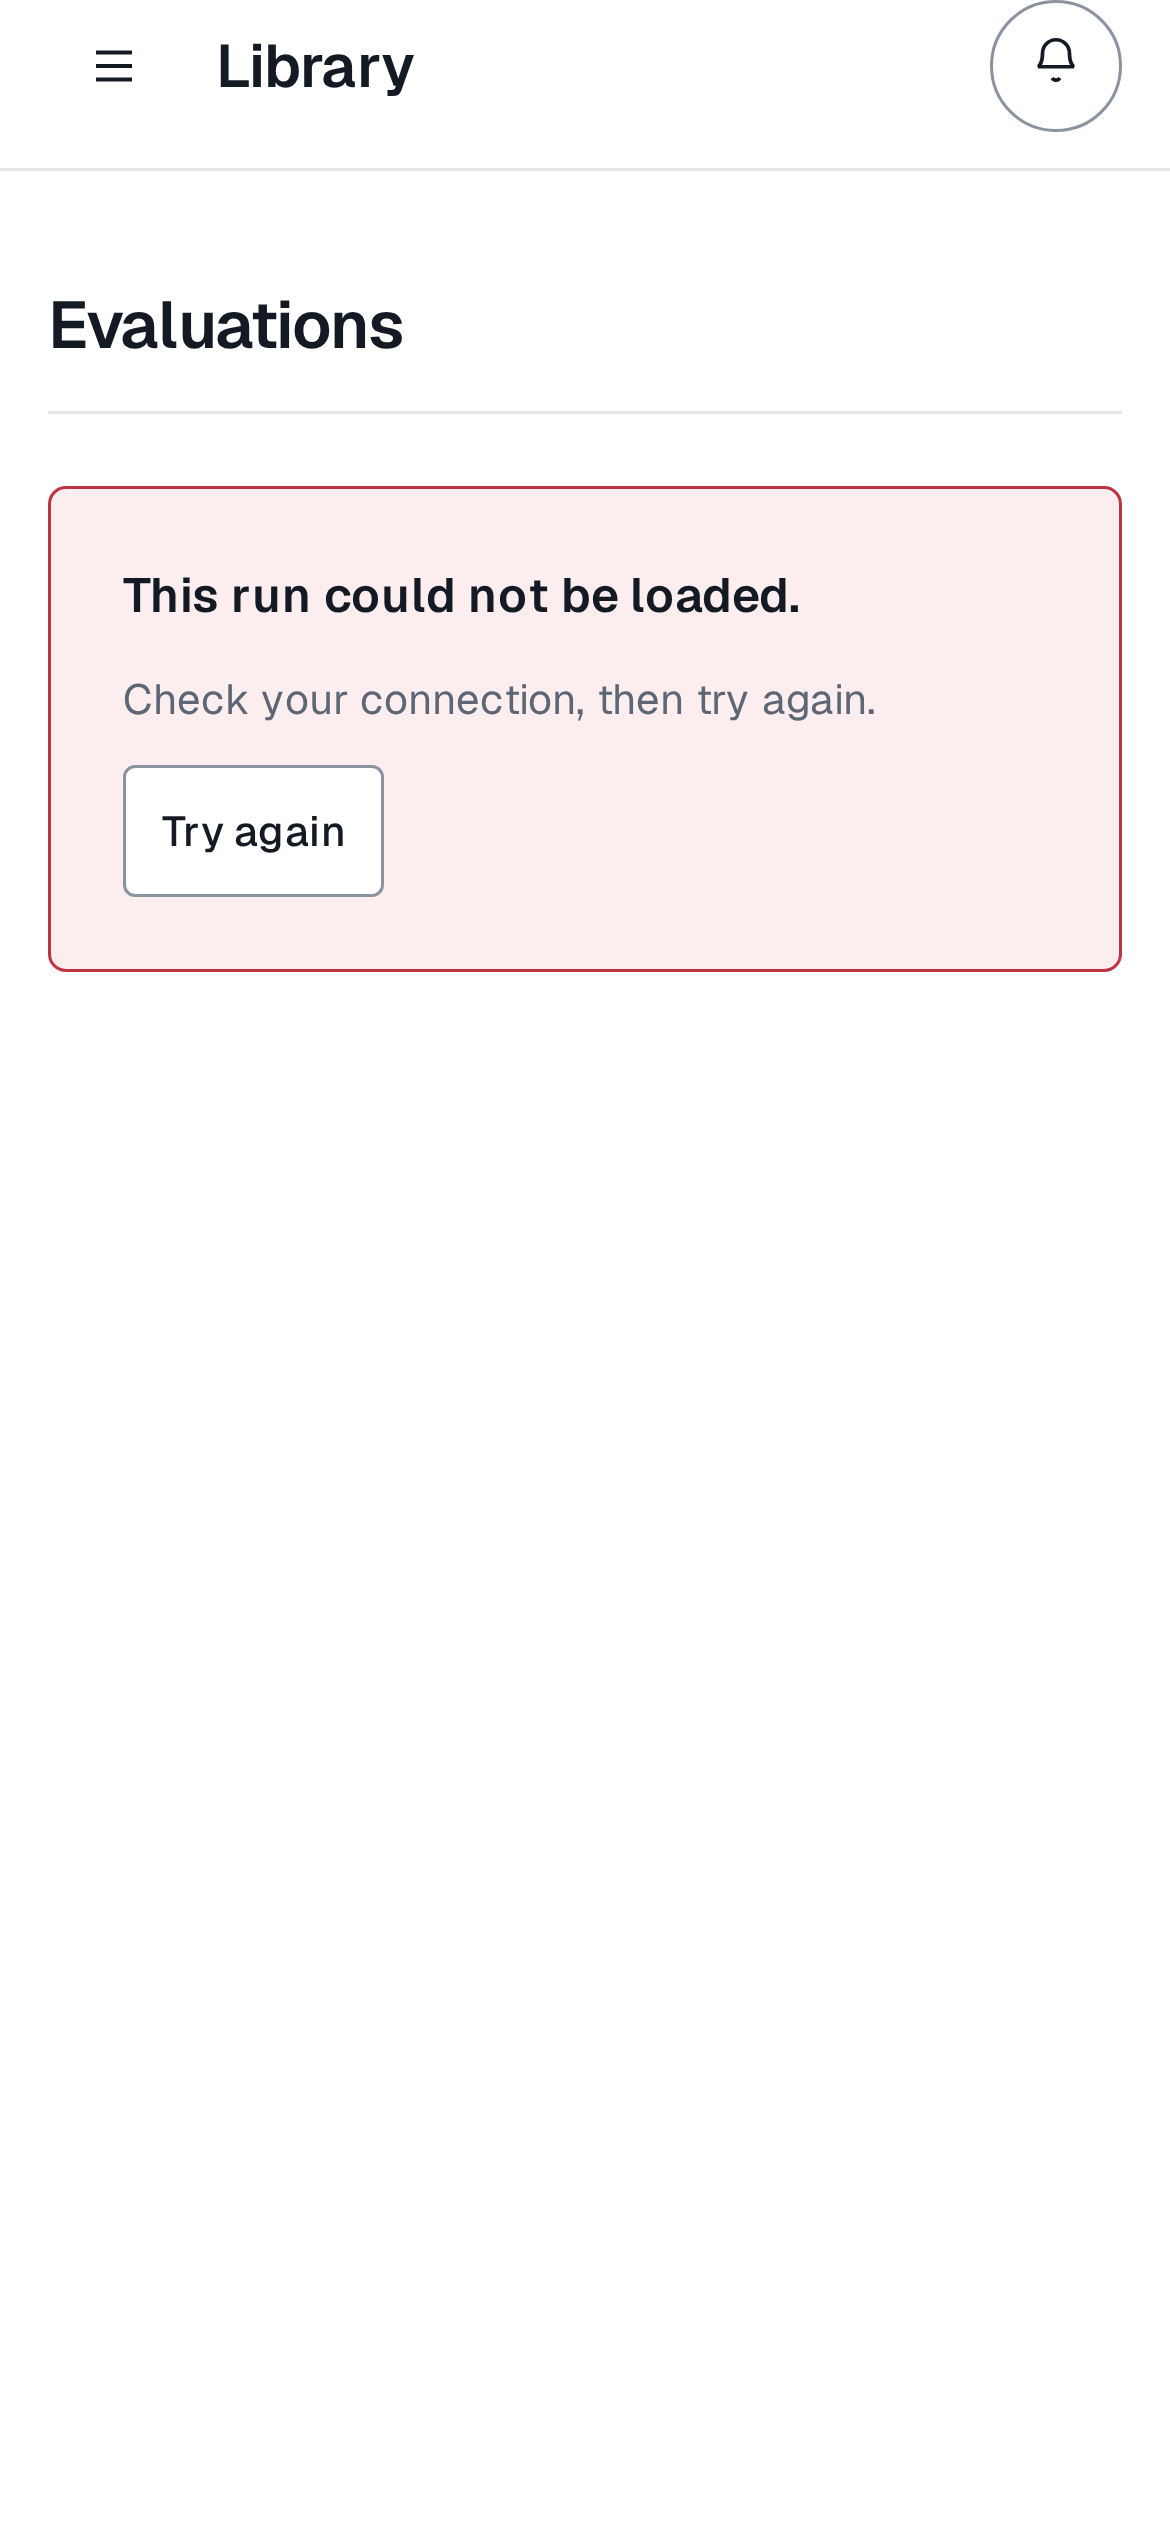 Library
Evaluations
This run could not be loaded.
Check your connection, then try again.
Try again